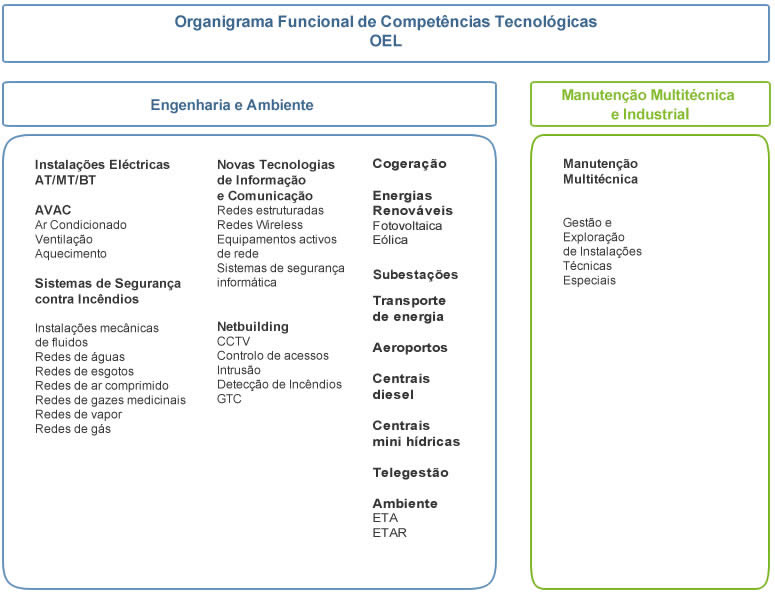 Organigrama Funcional de Competências Tecnológicas
OEL
Engenharia e Ambiente
Instalações Eléctricas
AT/MT/BT
AVAC
Ar Condicionado
Ventilação
Aquecimento
Sistemas de Segurança
contra Incêndios
Instalações mecânicas
de fluidos
Redes de águas
Redes de esgotos
Redes de ar comprimido
Redes de gazes medicinais
Redes de vapor
Redes de gás
Novas Tecnologias
de Informação
e Comunicação
Redes estruturadas
Redes Wireless
Equipamentos activos
de rede
Sistemas de segurança
informática
Netbuilding
CCTV
Controlo de acessos
Intrusão
Detecção de Incêndios
GTC
Cogeração
Energias
Renováveis
Fotovoltaica
Eólica
Subestações
Transporte
de energia
Aeroportos
Centrais
diesel
Centrais
mini hídricas
Telegestão
Ambiente
ETA
ETAR
Manutenção Multitécnica
e Industrial
Manutenção
Multitécnica
Gestão e
Exploração
de Instalações
Técnicas
Especiais